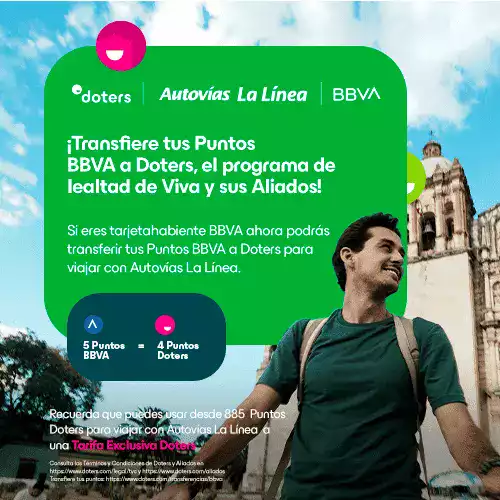 doters
Autovías La Línea
BBVA
¡Transfiere tus Puntos
BBVA a Doters, el programa de
lealtad de Viva y sus Aliados!
Si eres tarjetahabiente BBVA ahora podrás
transferir tus Puntos BBVA a Doters para
viajar con Autovías La Línea.
5 Puntos
BBVA
=
4 Puntos
Doters
Recuerda que puedes usar desde 885 Puntos
Doters para viajar con Autovías La Línea a
una Tarifa Exclusiva Doters.
Consulta los Términos y Condiciones de Doters y Aliados en
https://www.doters.com/legal/tyc y https://www.doters.com/aliados
Transfiere tus puntos: https://www.doters.com/transferencias/bbva